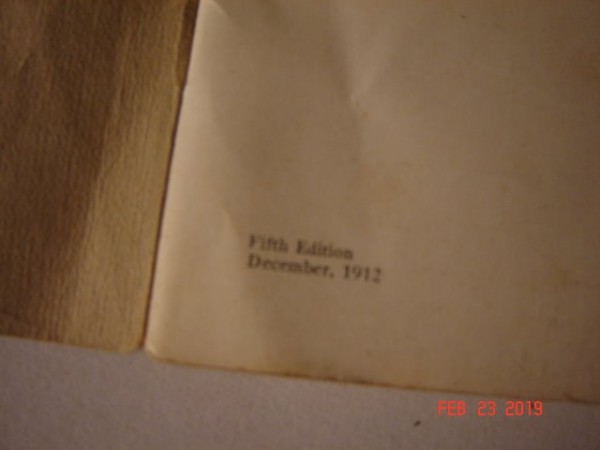 Fifth Edition
December, 1912
FEB 23 2019